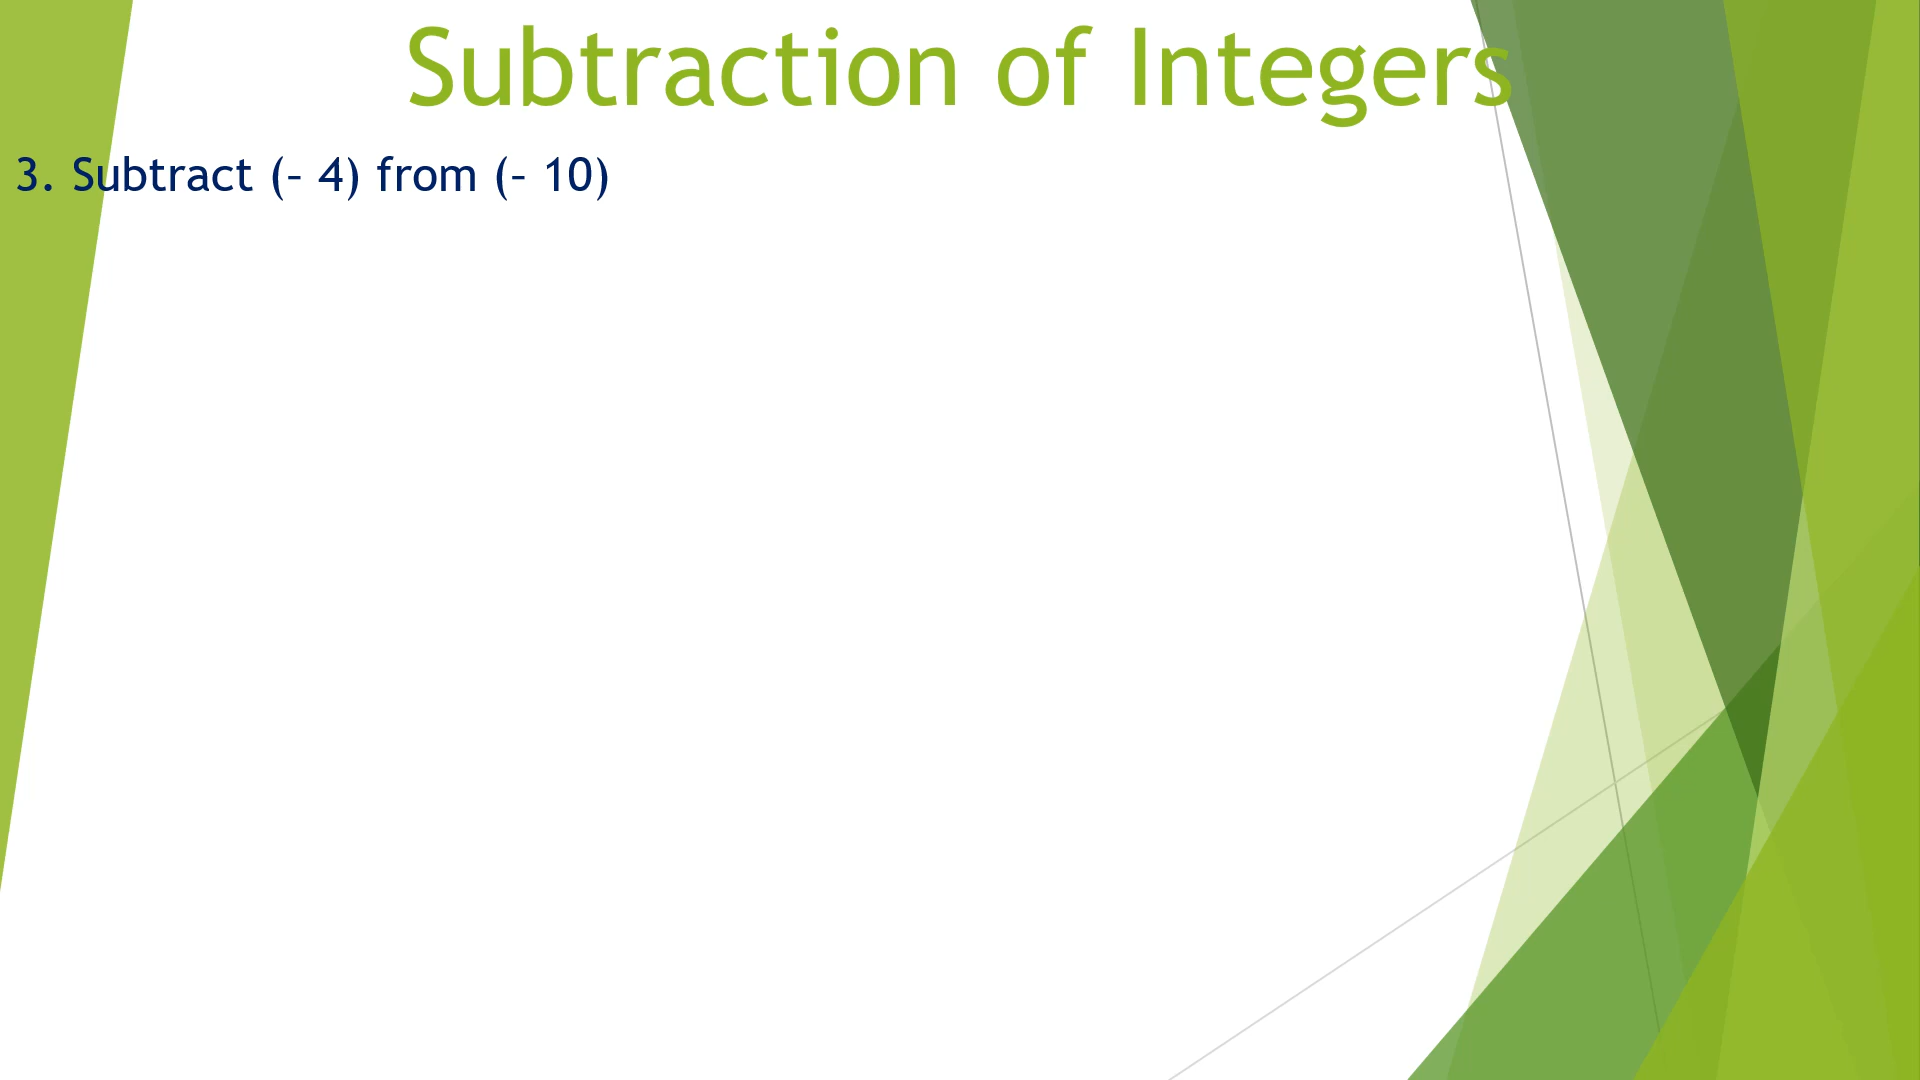 Subtraction of Integers
3. Subtract (– 4) from (– 10)